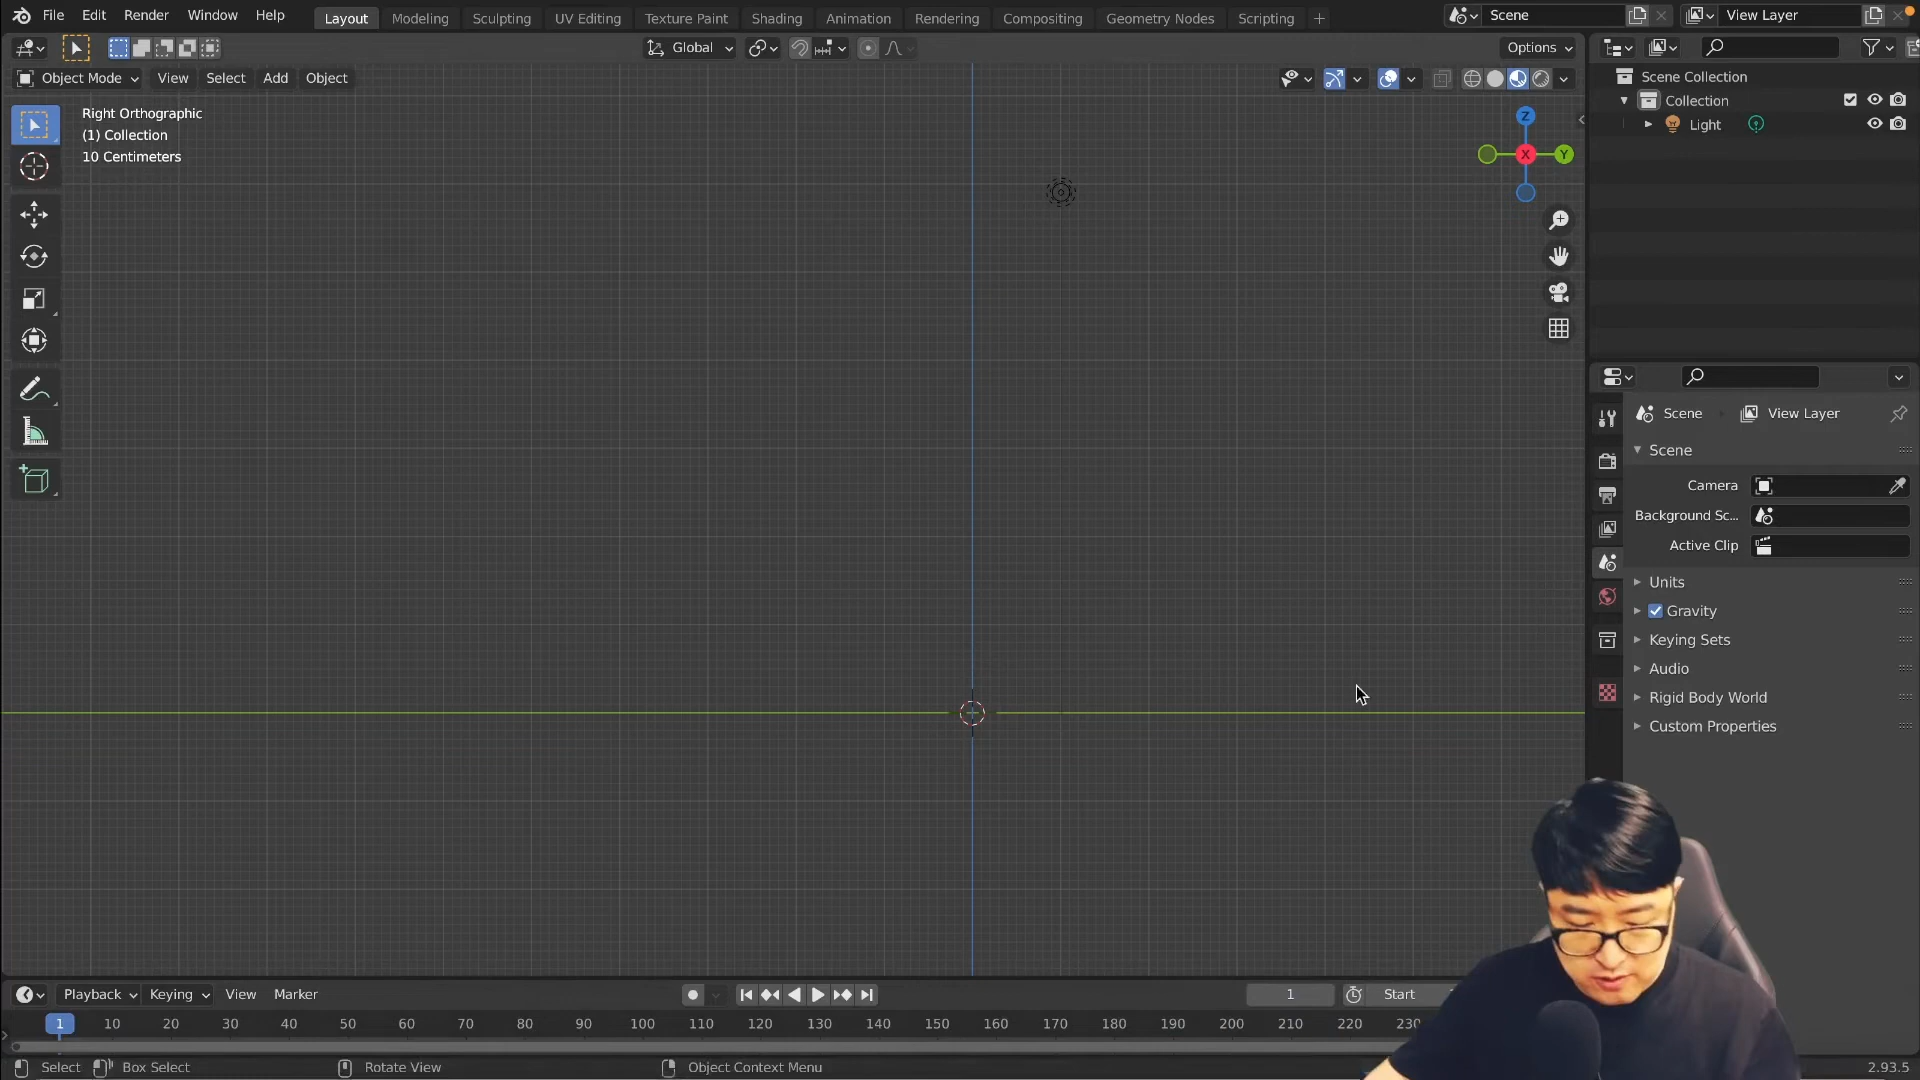 File Edit Render Window Help Layout Modeling Sculpting UV Editing Texture Paint Shading Animation Rendering Compositing Geometry Nodes Scripting + Scene View Layer
Global Options
Object Mode View Select Add Object
Right Orthographic
(1) Collection
10 Centimeters
Z
X
Y
Scene Collection
Collection
Light
Scene View Layer
Scene
Camera
Background Sc...
Active Clip
Units
Gravity
Keying Sets
Audio
Rigid Body World
Custom Properties
Playback Keying View Marker 1 Start
1 10 20 30 40 50 60 70 80 90 100 110 120 130 140 150 160 170 180 190 200 210 220 230
Select Box Select Rotate View Object Context Menu 2.93.5